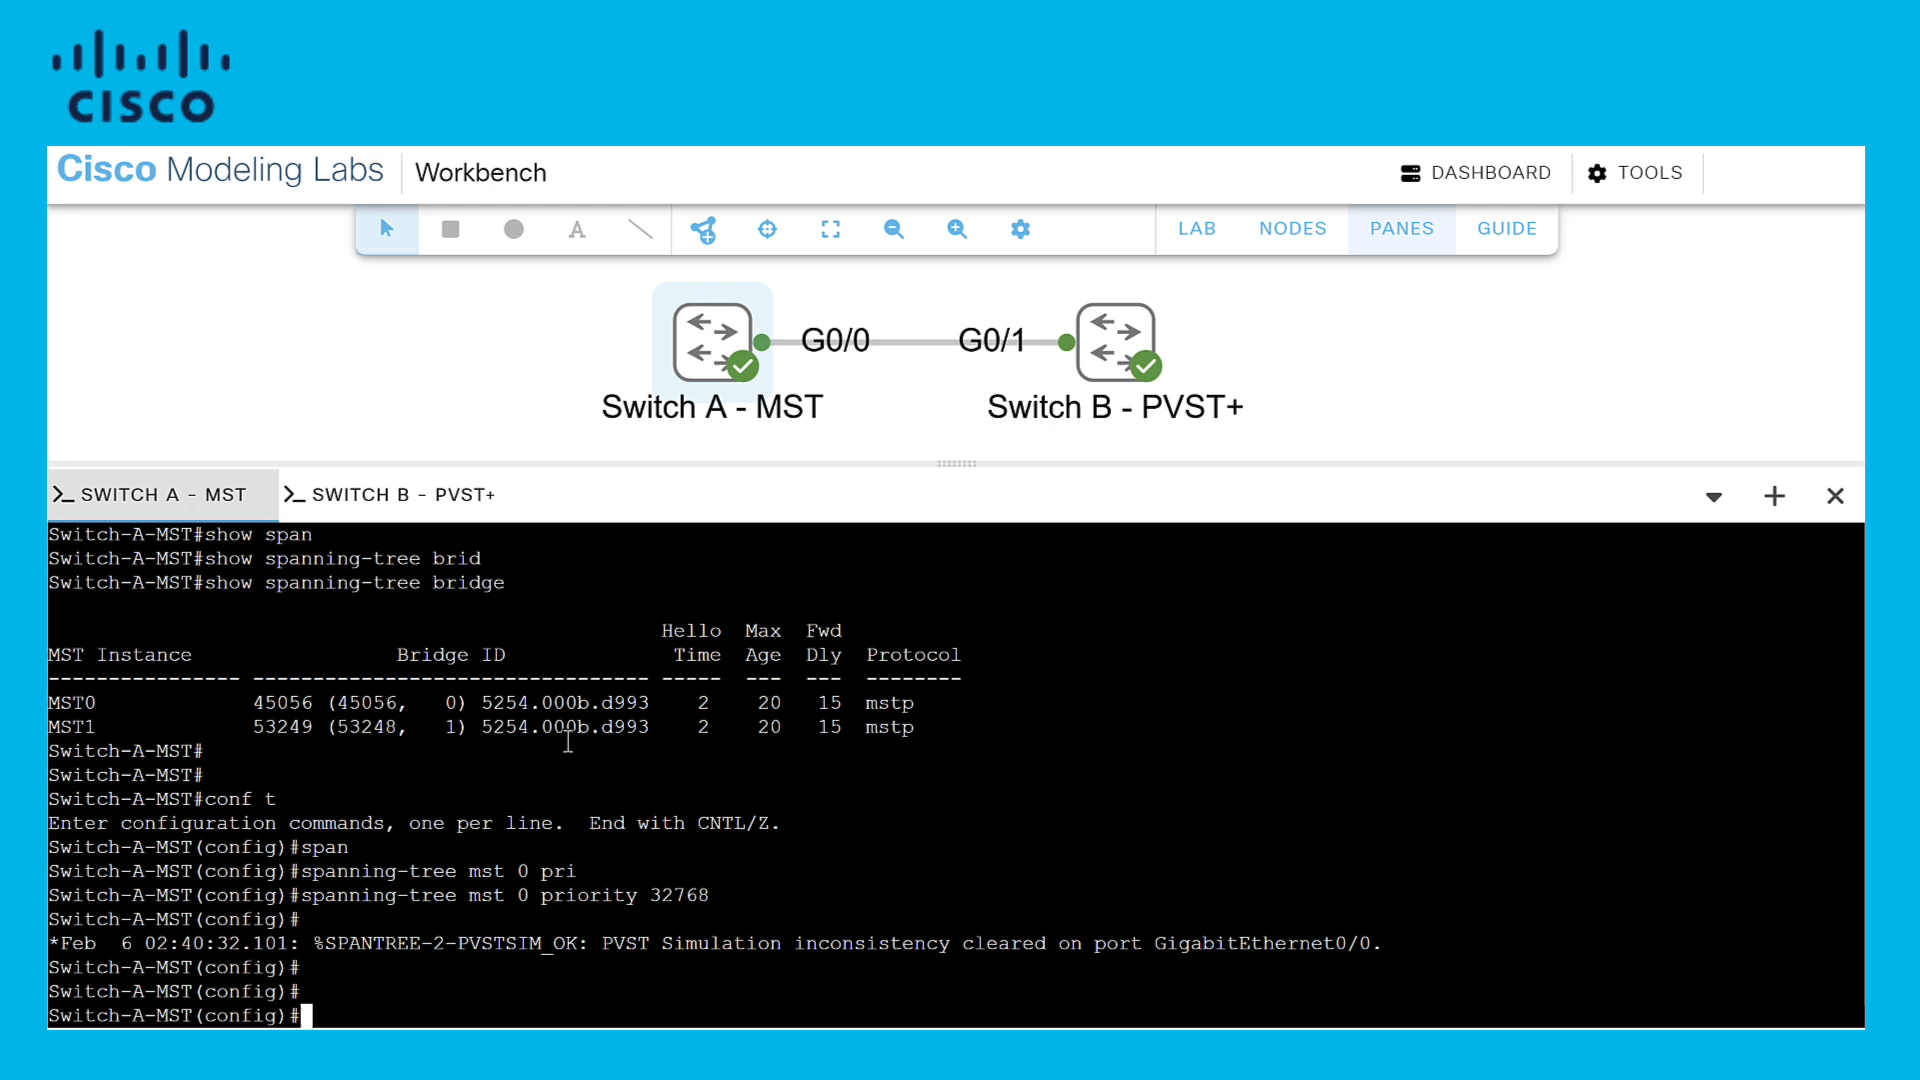 CISCO
Cisco Modeling Labs Workbench DASHBOARD TOOLS
A LAB NODES PANES GUIDE
G0/0 G0/1
Switch A - MST Switch B - PVST+
SWITCH A - MST SWITCH B - PVST+
Switch-A-MST#show span
Switch-A-MST#show spanning-tree brid
Switch-A-MST#show spanning-tree bridge
Hello Max Fwd
MST Instance Bridge ID Time Age Dly Protocol
---------------- --------------------------------- ----- --- --- --------
MST0 45056 (45056, 0) 5254.000b.d993 2 20 15 mstp
MST1 53249 (53248, 1) 5254.000b.d993 2 20 15 mstp
Switch-A-MST#
Switch-A-MST#
Switch-A-MST#conf t
Enter configuration commands, one per line. End with CNTL/Z.
Switch-A-MST(config)#span
Switch-A-MST(config)#spanning-tree mst 0 pri
Switch-A-MST(config)#spanning-tree mst 0 priority 32768
Switch-A-MST(config)#
*Feb 6 02:40:32.101: %SPANTREE-2-PVSTSIM_OK: PVST Simulation inconsistency cleared on port GigabitEthernet0/0.
Switch-A-MST(config)#
Switch-A-MST(config)#
Switch-A-MST(config)#